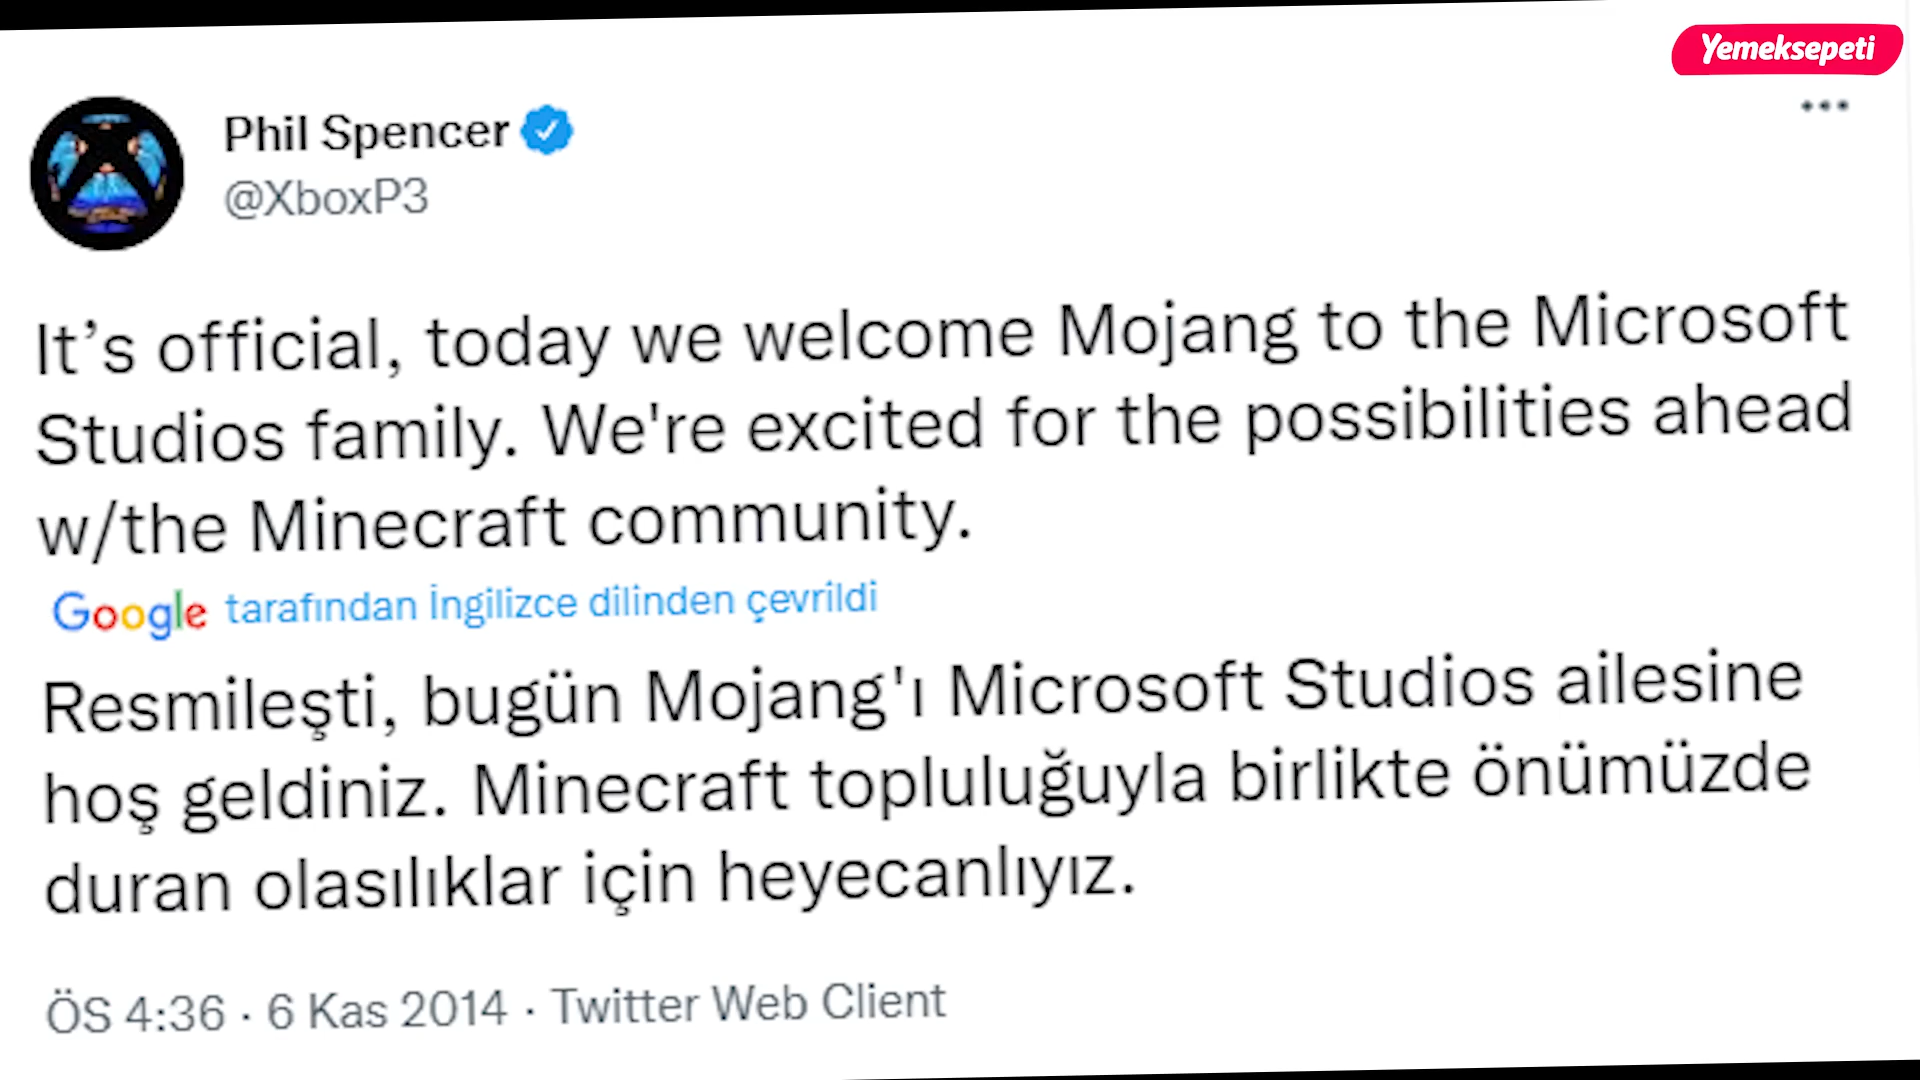 Yemeksepeti
Phil Spencer
@XboxP3
It’s official, today we welcome Mojang to the Microsoft
Studios family. We're excited for the possibilities ahead
w/the Minecraft community.
Google tarafından İngilizce dilinden çevrildi
Resmileşti, bugün Mojang'ı Microsoft Studios ailesine
hoş geldiniz. Minecraft topluluğuyla birlikte önümüzde
duran olasılıklar için heyecanlıyız.
ÖS 4:36 · 6 Kas 2014 · Twitter Web Client